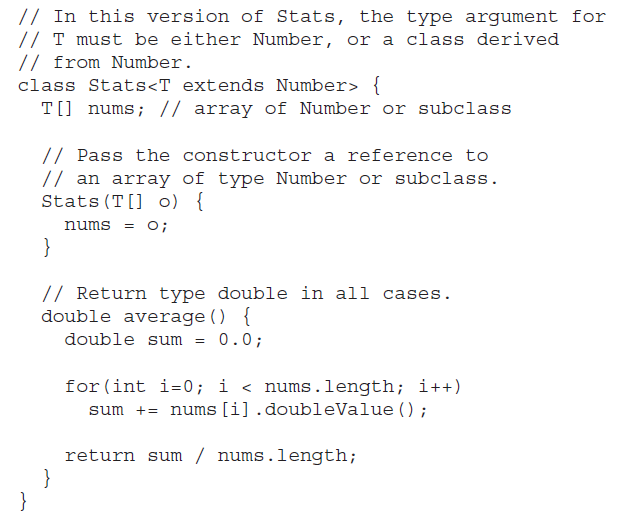 // In this version of Stats, the type argument for
// T must be either Number, or a class derived
// from Number.
class Stats<T extends Number> {
  T[] nums; // array of Number or subclass

  // Pass the constructor a reference to
  // an array of type Number or subclass.
  Stats(T[] o) {
    nums = o;
  }

  // Return type double in all cases.
  double average() {
    double sum = 0.0;

    for(int i=0; i < nums.length; i++)
      sum += nums[i].doubleValue();

    return sum / nums.length;
  }
}